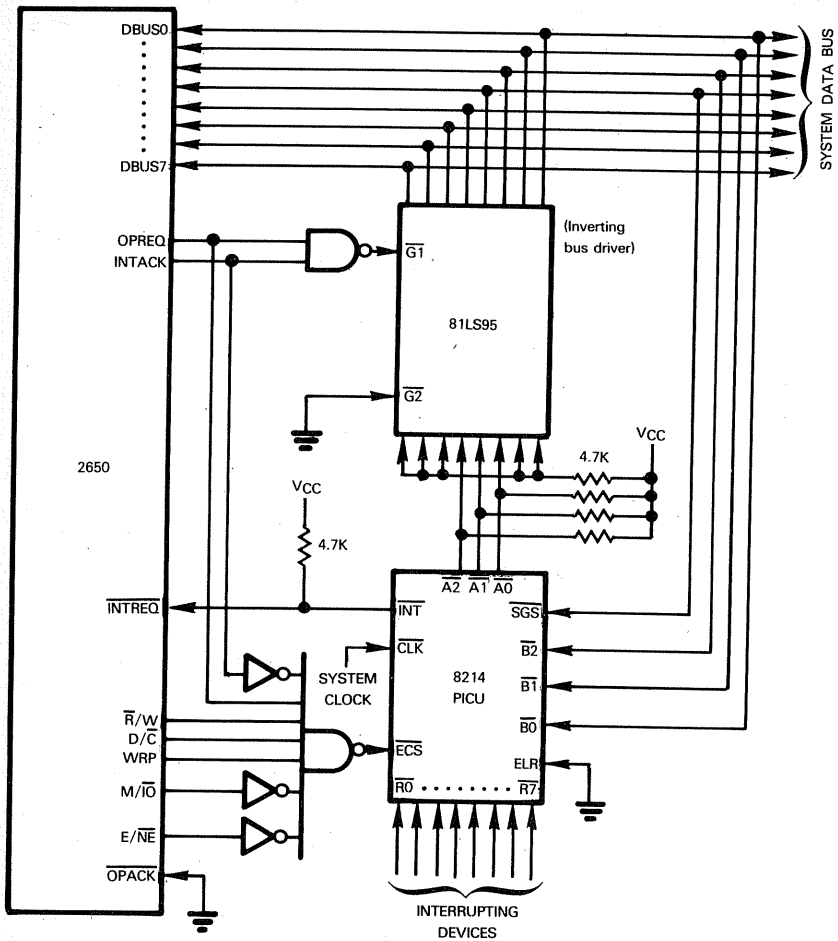 DBUS0
DBUS7
SYSTEM DATA BUS
OPREQ
INTACK
G1
(Inverting
bus driver)
81LS95
G2
2650
VCC
4.7K
VCC
4.7K
A2 A1 A0
INTREQ
INT
SGS
CLK
B2
SYSTEM
CLOCK
8214
PICU
B1
R/W
B0
D/C
WRP
ECS
ELR
M/IO
R0 R7
E/NE
OPACK
INTERRUPTING
DEVICES